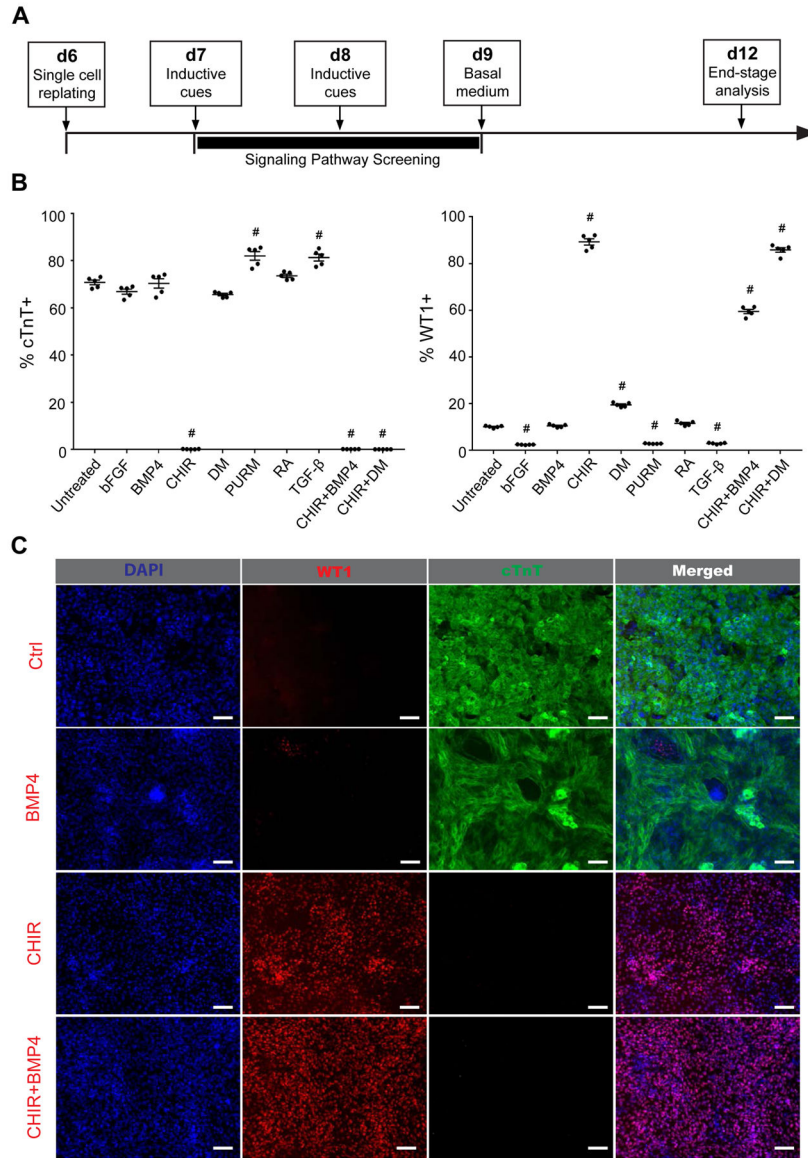 A
d6
Single cell
replating
d7
Inductive
cues
d8
Inductive
cues
d9
Basal
medium
d12
End-stage
analysis
Signaling Pathway Screening
B
100
80
60
40
20
0
% cTnT+
# # # # #
Untreated
bFGF
BMP4
CHIR
DM
PURM
RA
TGF-β
CHIR+BMP4
CHIR+DM
100
80
60
40
20
0
% WT1+
# # # # # # #
Untreated
bFGF
BMP4
CHIR
DM
PURM
RA
TGF-β
CHIR+BMP4
CHIR+DM
C
DAPI WT1 cTnT Merged
Ctrl
BMP4
CHIR
CHIR+BMP4